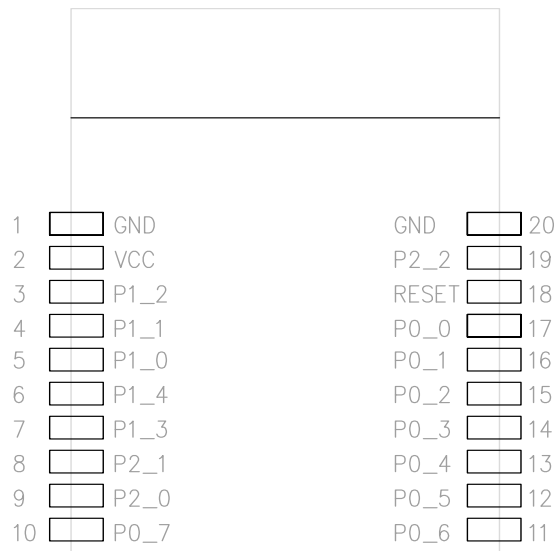 1 GND GND 20
2 VCC P2_2 19
3 P1_2 RESET 18
4 P1_1 P0_0 17
5 P1_0 P0_1 16
6 P1_4 P0_2 15
7 P1_3 P0_3 14
8 P2_1 P0_4 13
9 P2_0 P0_5 12
10 P0_7 P0_6 11